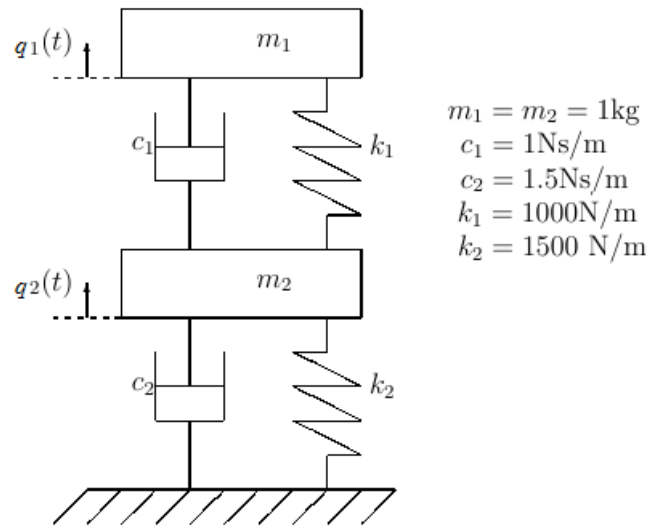 q1(t)
m₁
c₁
k₁
m₁ = m₂ = 1kg
c₁ = 1Ns/m
c₂ = 1.5Ns/m
k₁ = 1000N/m
k₂ = 1500 N/m
q2(t)
m₂
c₂
k₂